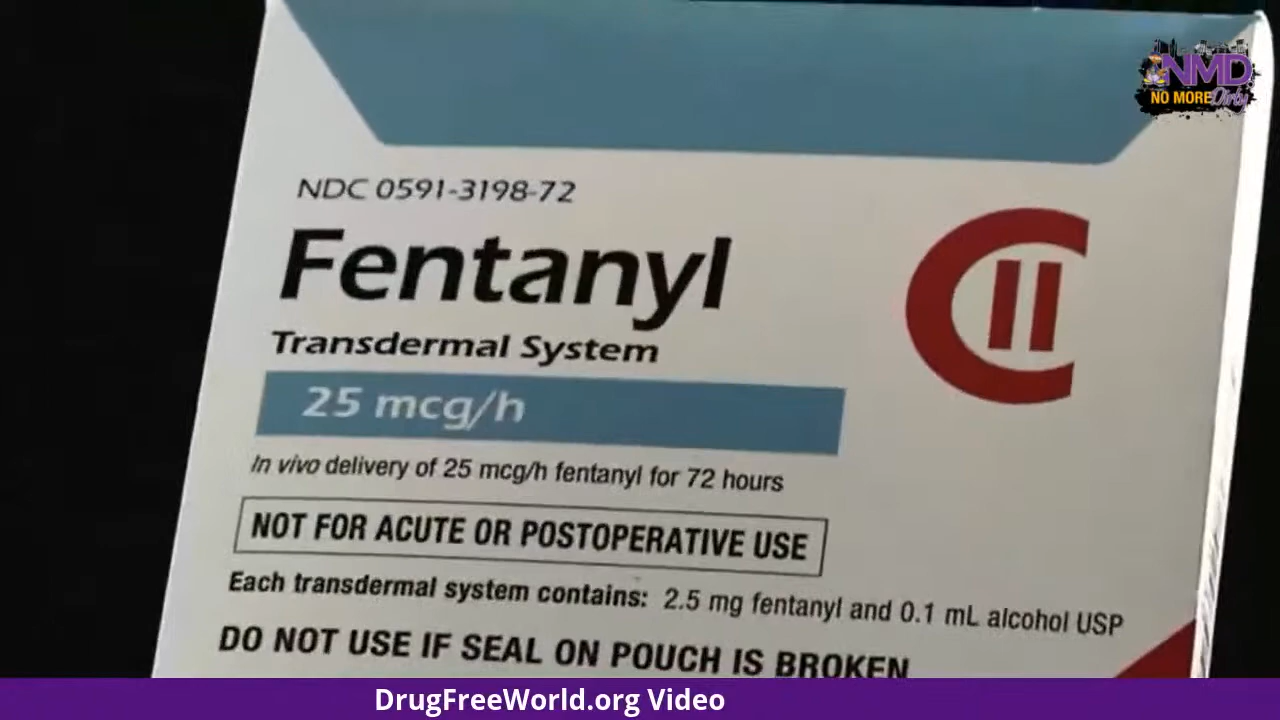 NMD
NO MORE Dirty
NDC 0591-3198-72
Fentanyl
CII
Transdermal System
25 mcg/h
In vivo delivery of 25 mcg/h fentanyl for 72 hours
NOT FOR ACUTE OR POSTOPERATIVE USE
Each transdermal system contains: 2.5 mg fentanyl and 0.1 mL alcohol USP
DO NOT USE IF SEAL ON POUCH IS BROKEN
DrugFreeWorld.org Video